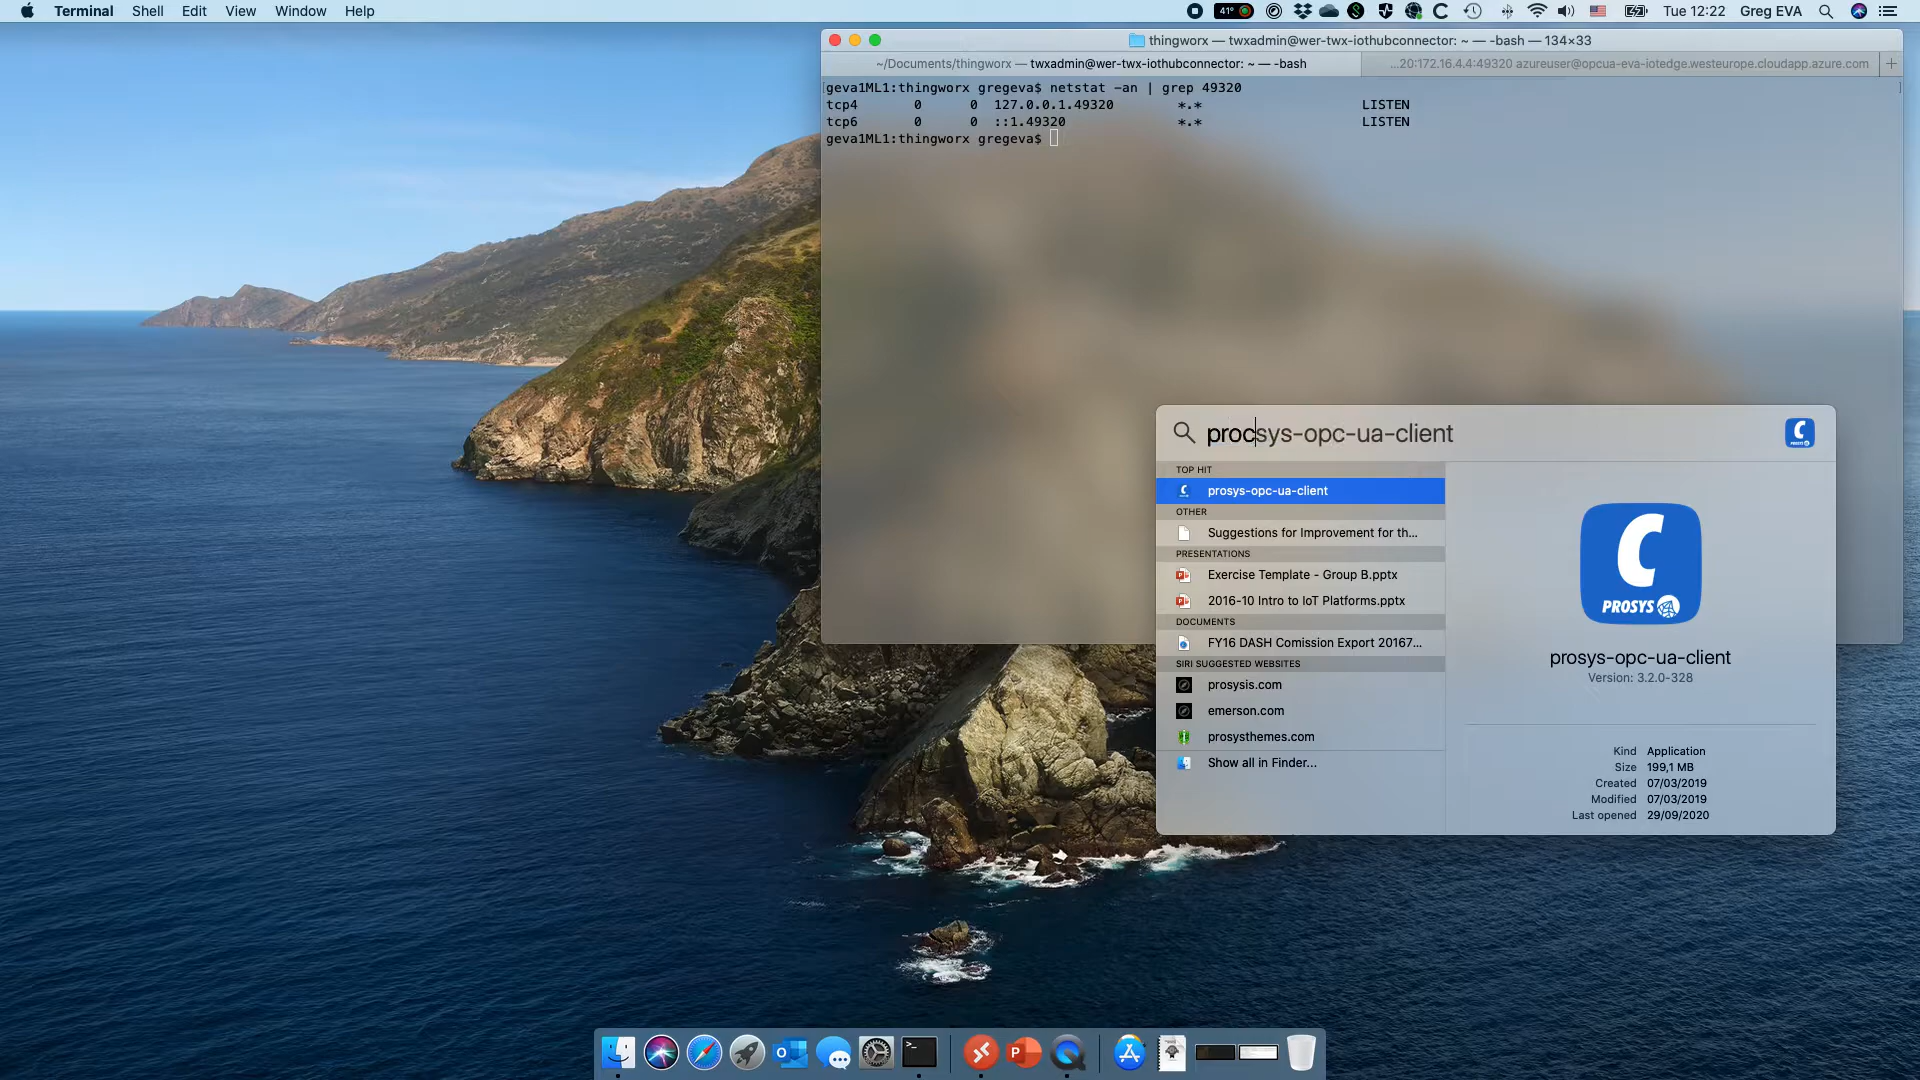 Terminal Shell Edit View Window Help
41° Tue 12:22 Greg EVA
thingworx — twxadmin@wer-twx-iothubconnector: ~ — -bash — 134×33
~/Documents/thingworx — twxadmin@wer-twx-iothubconnector: ~ — -bash
...20:172.16.4.4:49320 azureuser@opcua-eva-iotedge.westeurope.cloudapp.azure.com
geva1ML1:thingworx gregeva$ netstat -an | grep 49320
tcp4 0 0 127.0.0.1.49320 *.* LISTEN
tcp6 0 0 ::1.49320 *.* LISTEN
geva1ML1:thingworx gregeva$
procsys-opc-ua-client
TOP HIT
prosys-opc-ua-client
OTHER
Suggestions for Improvement for th...
PRESENTATIONS
Exercise Template - Group B.pptx
2016-10 Intro to IoT Platforms.pptx
DOCUMENTS
FY16 DASH Comission Export 20167...
SIRI SUGGESTED WEBSITES
prosysis.com
emerson.com
prosysthemes.com
Show all in Finder...
C
PROSYS
prosys-opc-ua-client
Version: 3.2.0-328
Kind Application
Size 199,1 MB
Created 07/03/2019
Modified 07/03/2019
Last opened 29/09/2020